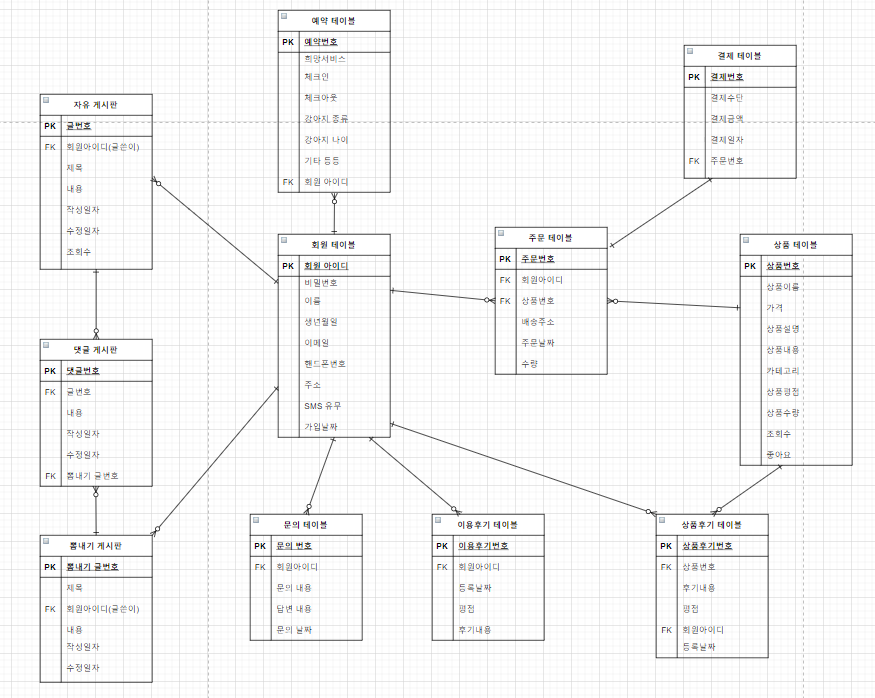 예약 테이블
PK 예약번호
희망서비스
체크인
체크아웃
강아지 종류
강아지 나이
기타 등등
FK 회원 아이디
결제 테이블
PK 결제번호
결제수단
결제금액
결제일자
FK 주문번호
자유 게시판
PK 글번호
FK 회원아이디(글쓴이)
제목
내용
작성일자
수정일자
조회수
회원 테이블
PK 회원 아이디
비밀번호
이름
생년월일
이메일
핸드폰번호
주소
SMS 유무
가입날짜
주문 테이블
PK 주문번호
FK 회원아이디
FK 상품번호
배송주소
주문날짜
수량
상품 테이블
PK 상품번호
상품이름
가격
상품설명
상품내용
카테고리
상품평점
상품수량
조회수
좋아요
댓글 게시판
PK 댓글번호
FK 글번호
내용
작성일자
수정일자
FK 뽐내기 글번호
뽐내기 게시판
PK 뽐내기 글번호
제목
FK 회원아이디(글쓴이)
내용
작성일자
수정일자
문의 테이블
PK 문의 번호
FK 회원아이디
문의 내용
답변 내용
문의 날짜
이용후기 테이블
PK 이용후기번호
FK 회원아이디
등록날짜
평점
후기내용
상품후기 테이블
PK 상품후기번호
FK 상품번호
후기내용
평점
FK 회원아이디
등록날짜